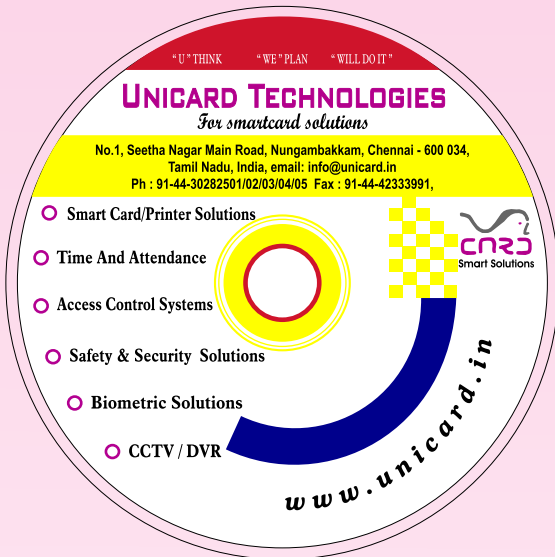 “ U ” THINK “ WE ” PLAN “ WILL DO IT ”
UNICARD TECHNOLOGIES
For smartcard solutions
No.1, Seetha Nagar Main Road, Nungambakkam, Chennai - 600 034,
Tamil Nadu, India, email: info@unicard.in
Ph : 91-44-30282501/02/03/04/05 Fax : 91-44-42333991,
Smart Card/Printer Solutions
Time And Attendance
Access Control Systems
Safety & Security Solutions
Biometric Solutions
CCTV / DVR
i
CARD
Smart Solutions
www.unicard.in